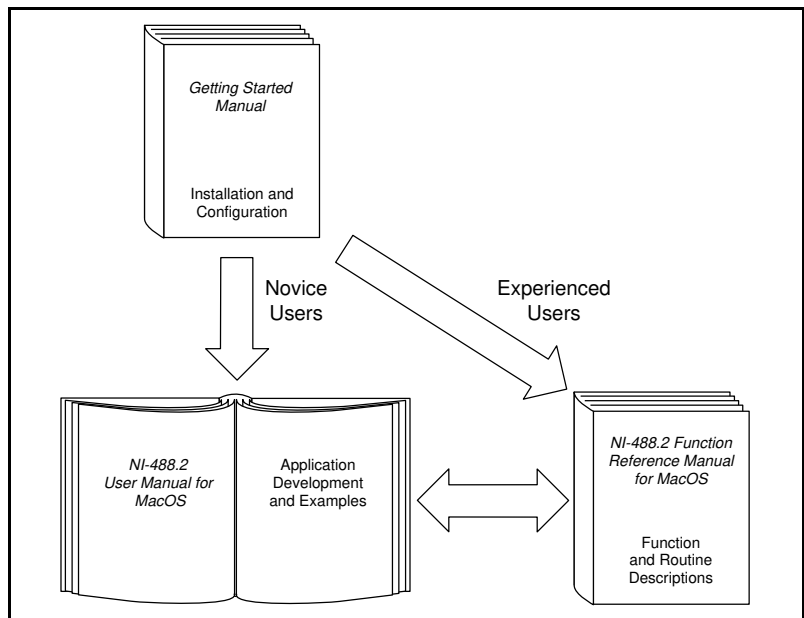 Getting Started
Manual
Installation and
Configuration
Novice
Users
Experienced
Users
NI-488.2
User Manual for
MacOS
Application
Development
and Examples
NI-488.2 Function
Reference Manual
for MacOS
Function
and Routine
Descriptions